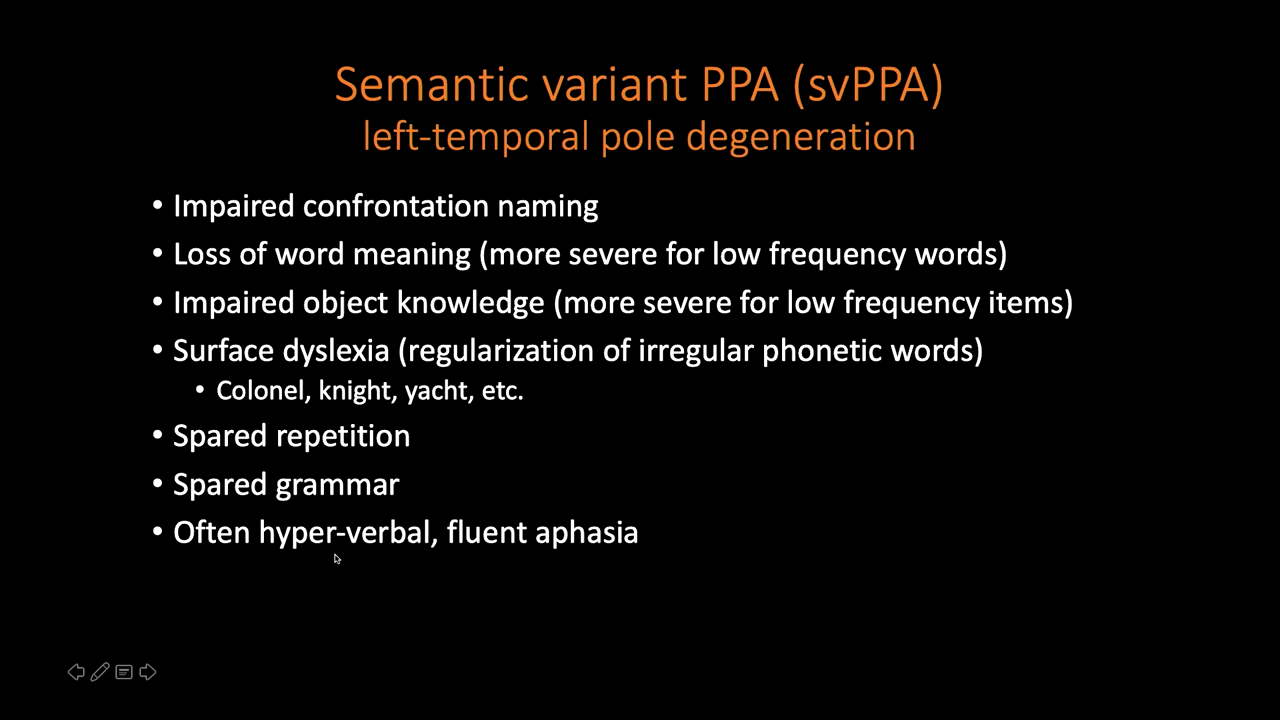 Semantic variant PPA (svPPA)
left-temporal pole degeneration
• Impaired confrontation naming
• Loss of word meaning (more severe for low frequency words)
• Impaired object knowledge (more severe for low frequency items)
• Surface dyslexia (regularization of irregular phonetic words)
• Colonel, knight, yacht, etc.
• Spared repetition
• Spared grammar
• Often hyper-verbal, fluent aphasia